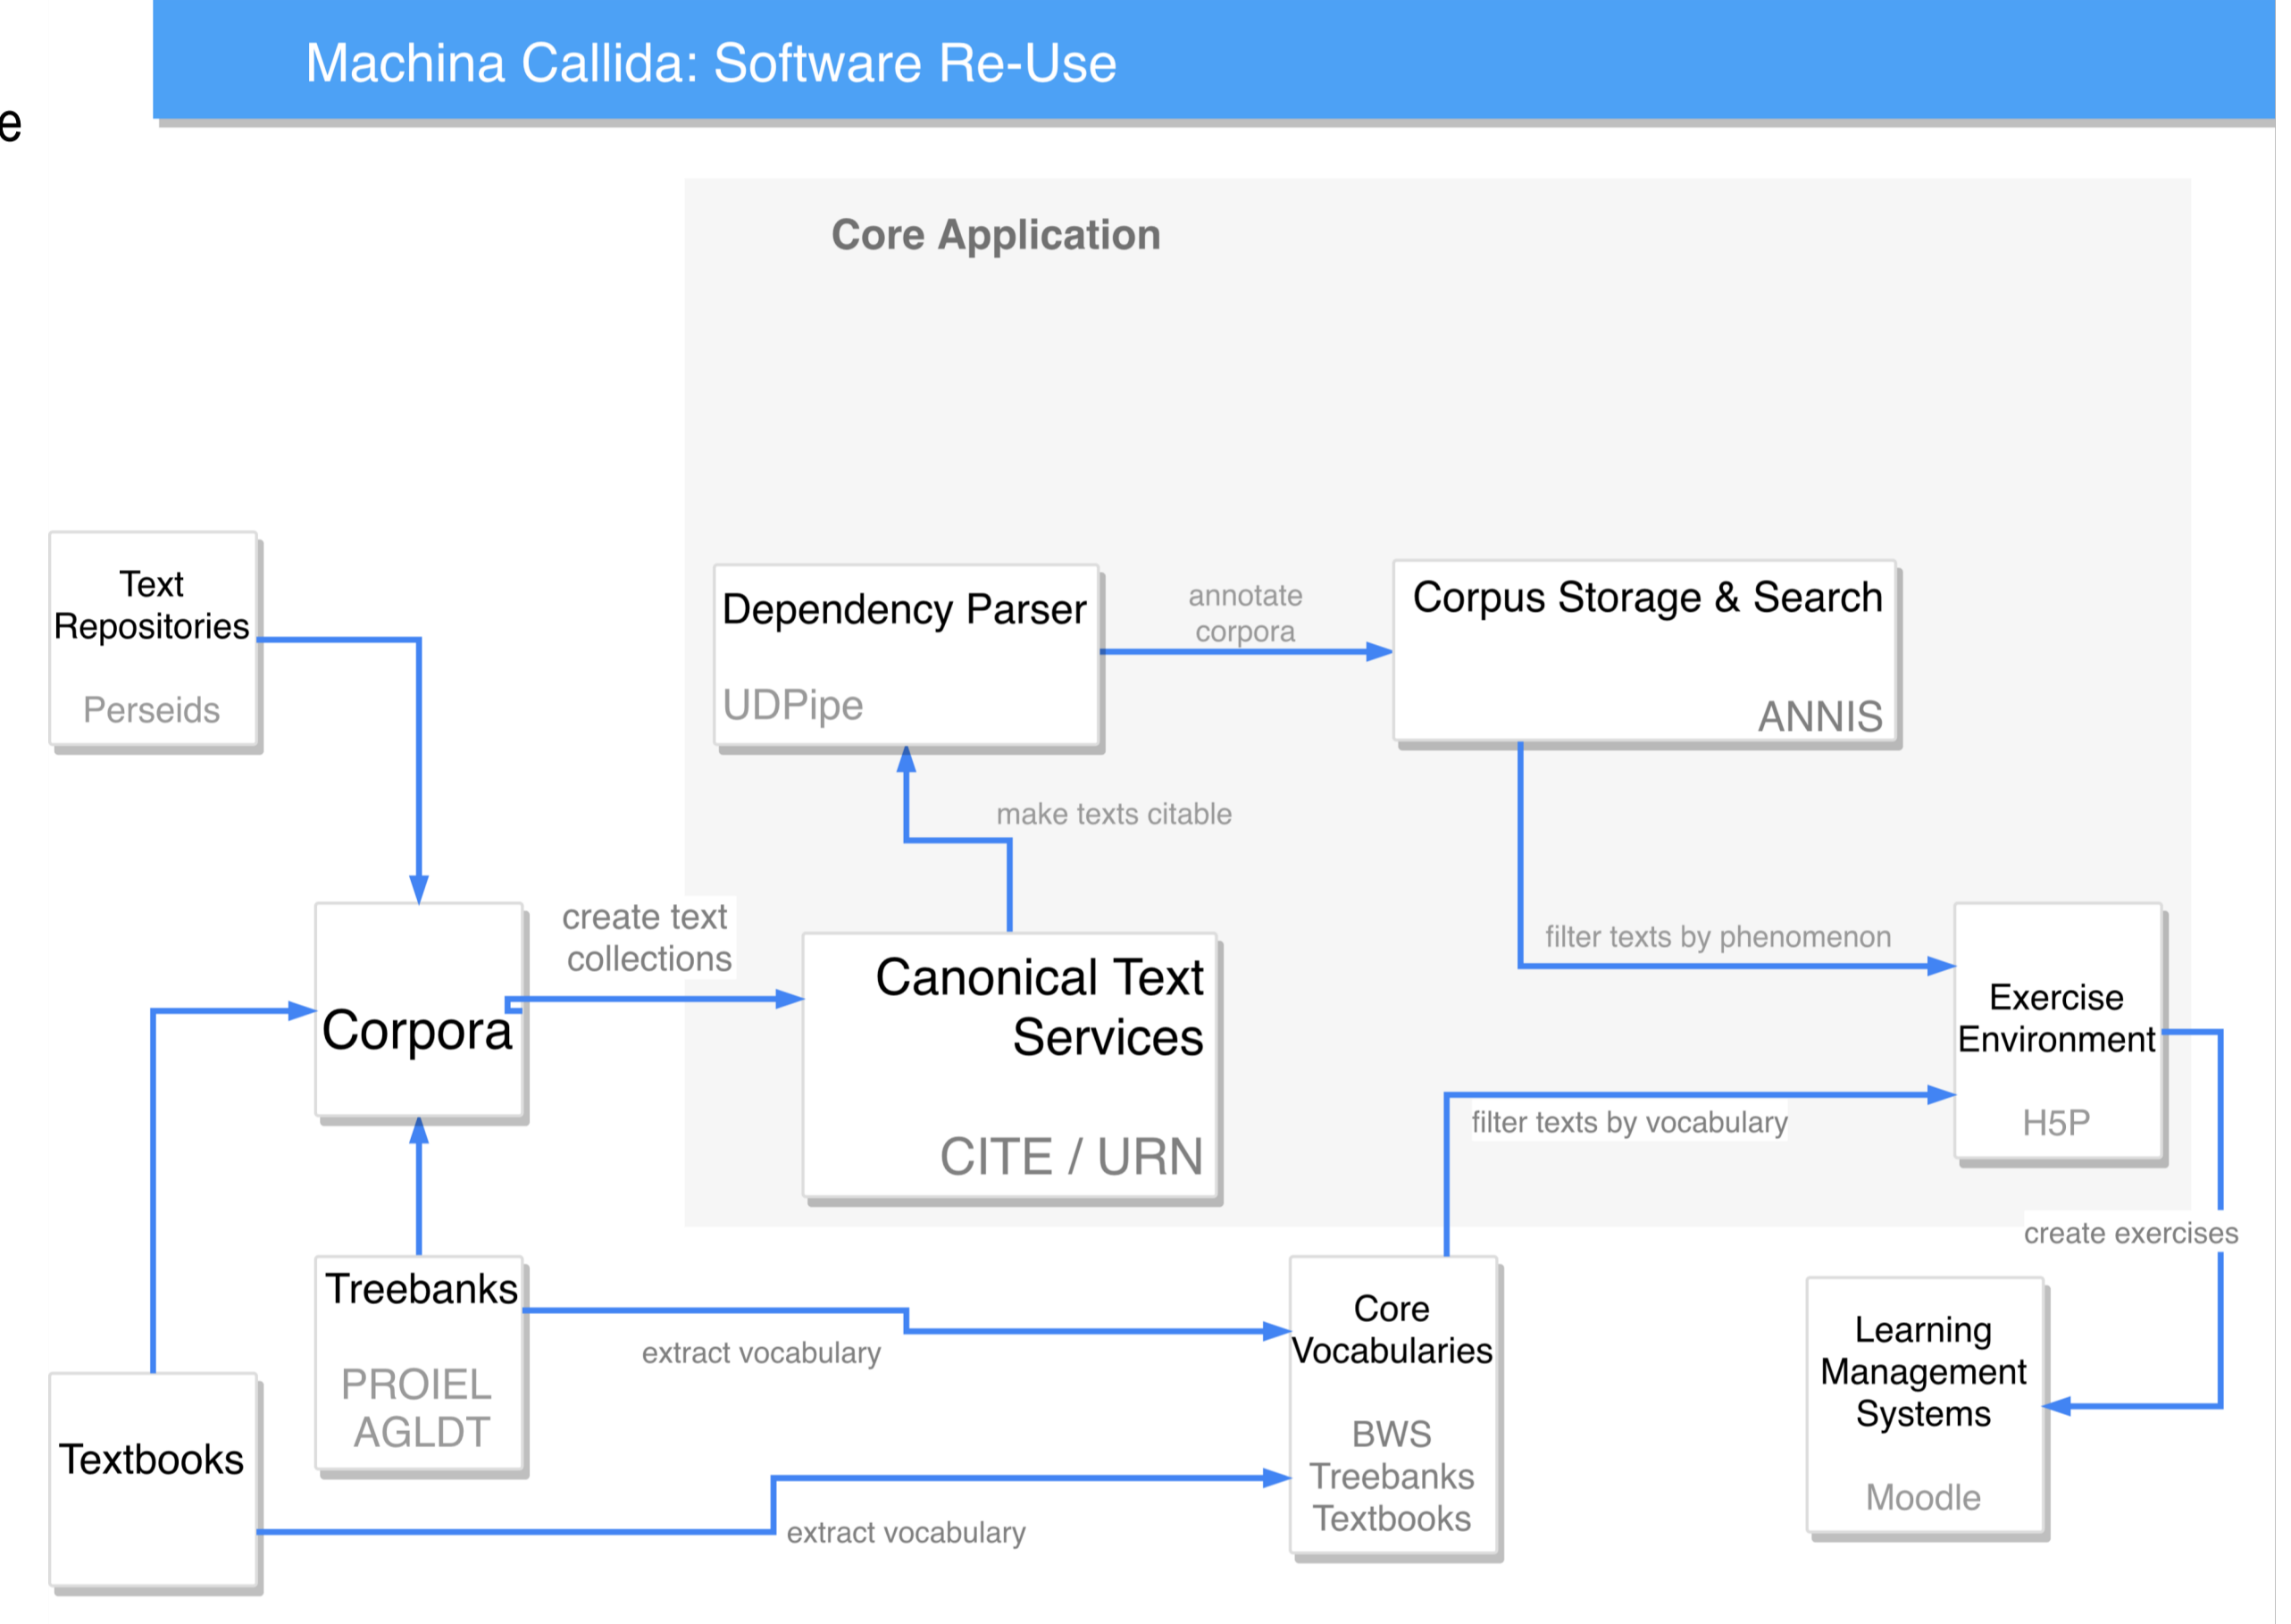 Machina Callida: Software Re-Use
e
Core Application
Text
Repositories
Perseids
Dependency Parser
UDPipe
annotate
corpora
Corpus Storage & Search
ANNIS
make texts citable
create text
collections
Corpora
Canonical Text
Services
CITE / URN
filter texts by phenomenon
Exercise
Environment
H5P
filter texts by vocabulary
create exercises
Treebanks
PROIEL
AGLDT
extract vocabulary
Core
Vocabularies
BWS
Treebanks
Textbooks
Learning
Management
Systems
Moodle
Textbooks
extract vocabulary